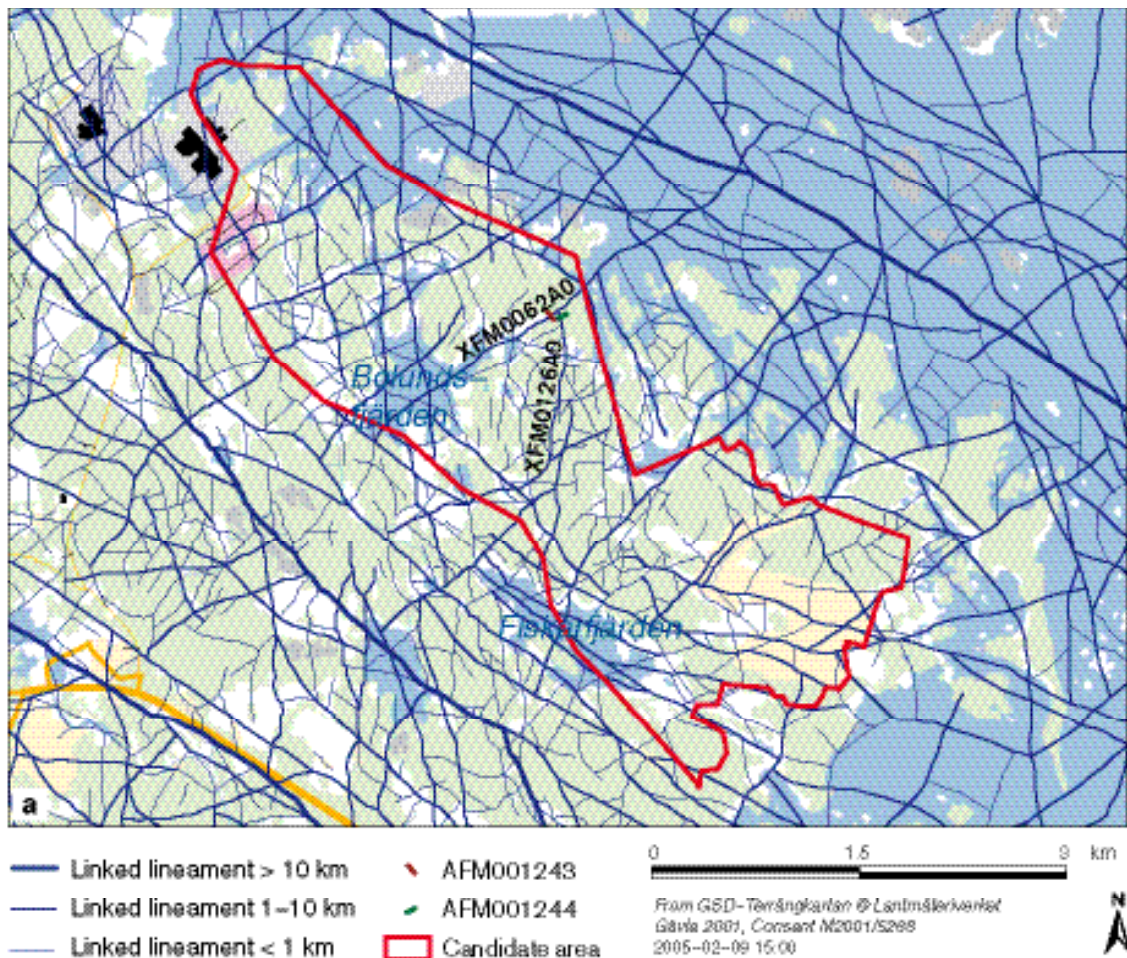 XFM0062A0
Bolunds-
fjärden
XFM0126A0
Fiskarfjärden
a
Linked lineament > 10 km
Linked lineament 1-10 km
Linked lineament < 1 km
AFM001243
AFM001244
Candidate area
0 1.5 3 km
From GSD-Terrängkartan © Lantmäteriverket
Gävle 2001, Consent M2001/5268
2005-02-09 15:00
N